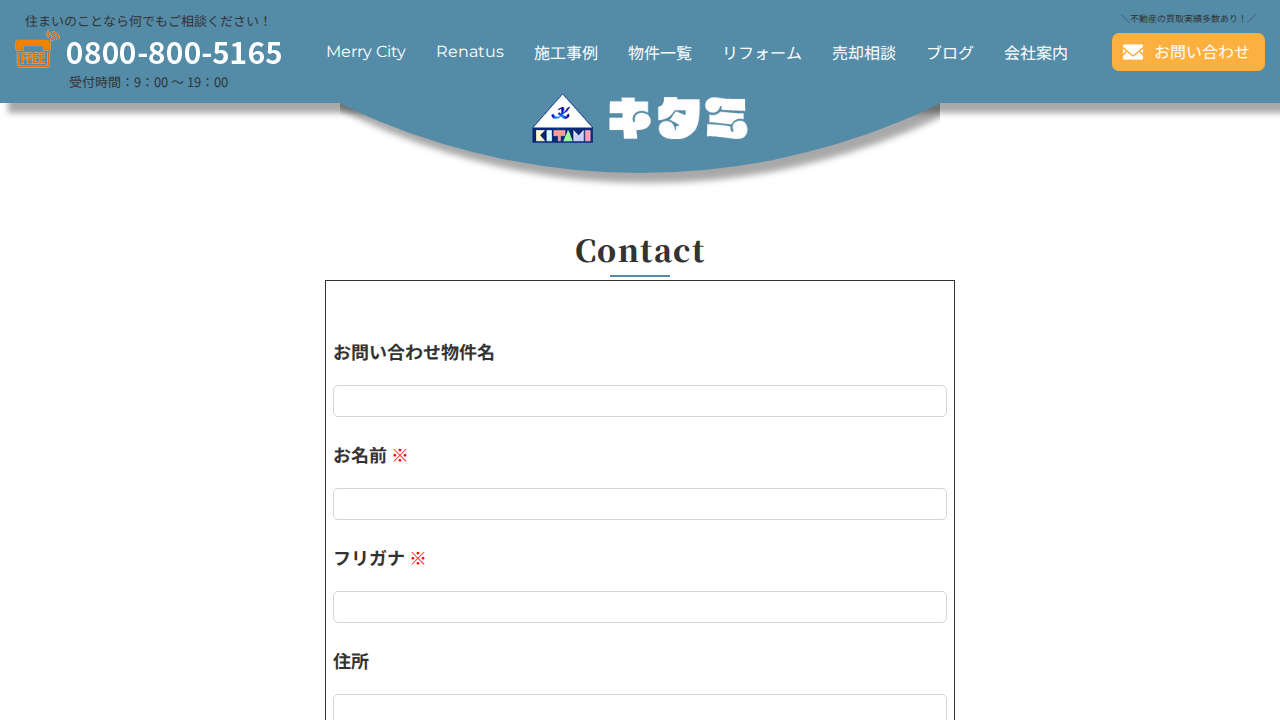 住まいのことなら何でもご相談ください！
FREE
0800-800-5165
受付時間：9：00 ～ 19：00
Merry City
Renatus
施工事例
物件一覧
リフォーム
売却相談
ブログ
会社案内
＼不動産の買取実績多数あり！／
お問い合わせ
K
KITAMI
キタミ
Contact
お問い合わせ物件名
お名前 ※
フリガナ ※
住所